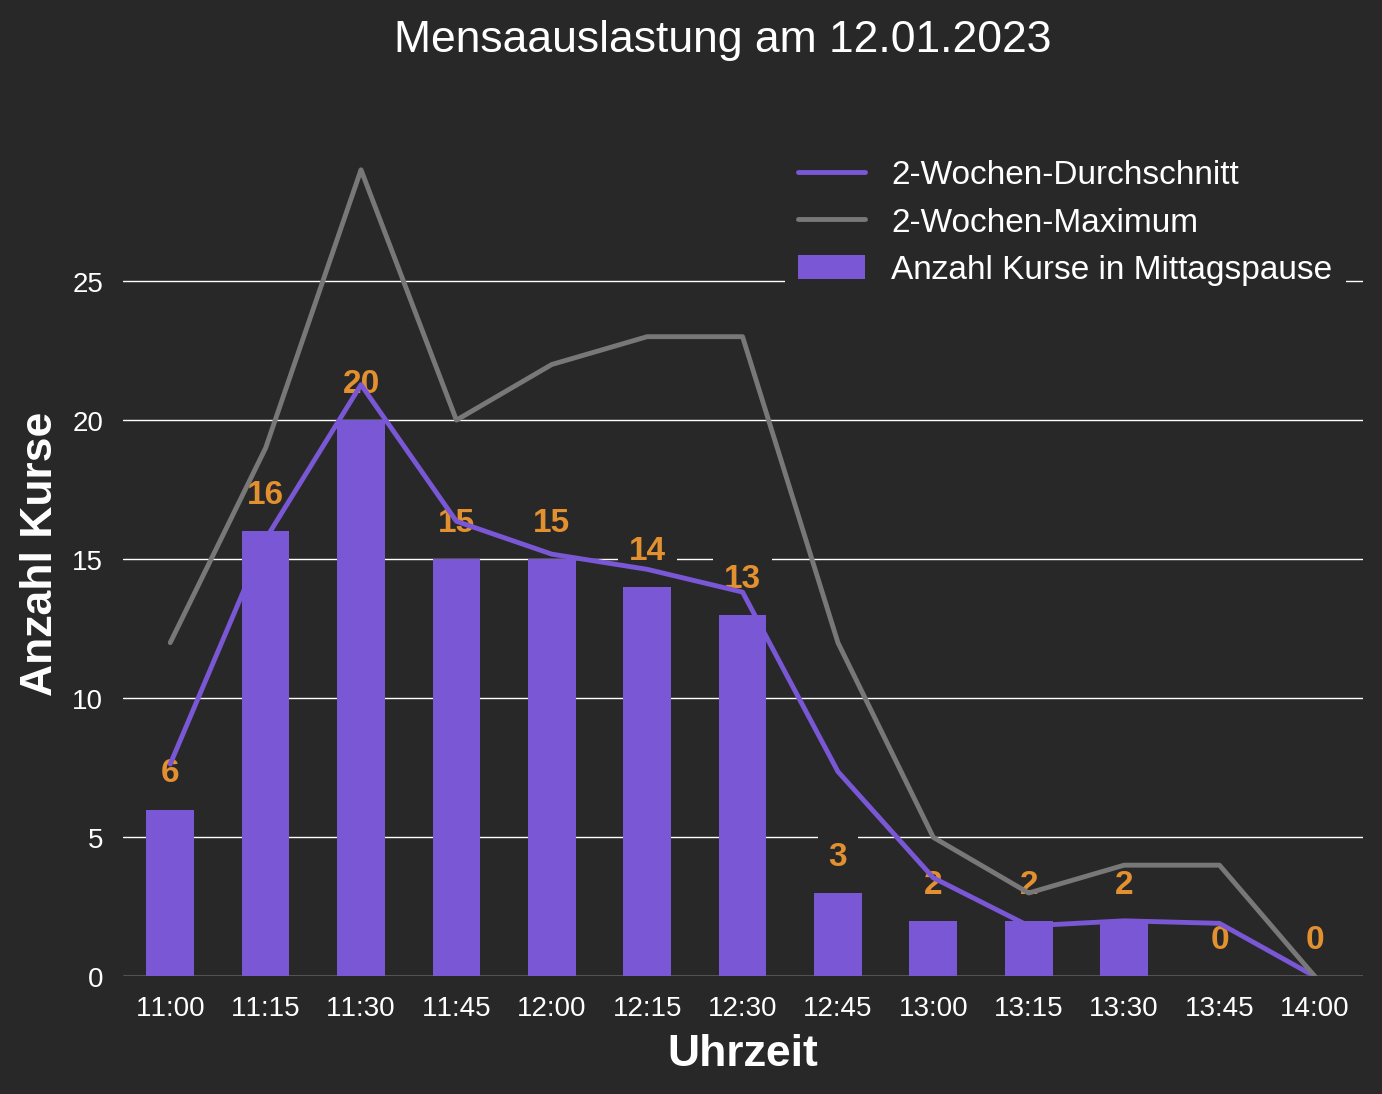 Mensaauslastung am 12.01.2023
2-Wochen-Durchschnitt
2-Wochen-Maximum
Anzahl Kurse in Mittagspause
Anzahl Kurse
25
20
15
10
5
0
6
16
20
15
15
14
13
3
2
2
2
0
0
11:00 11:15 11:30 11:45 12:00 12:15 12:30 12:45 13:00 13:15 13:30 13:45 14:00
Uhrzeit